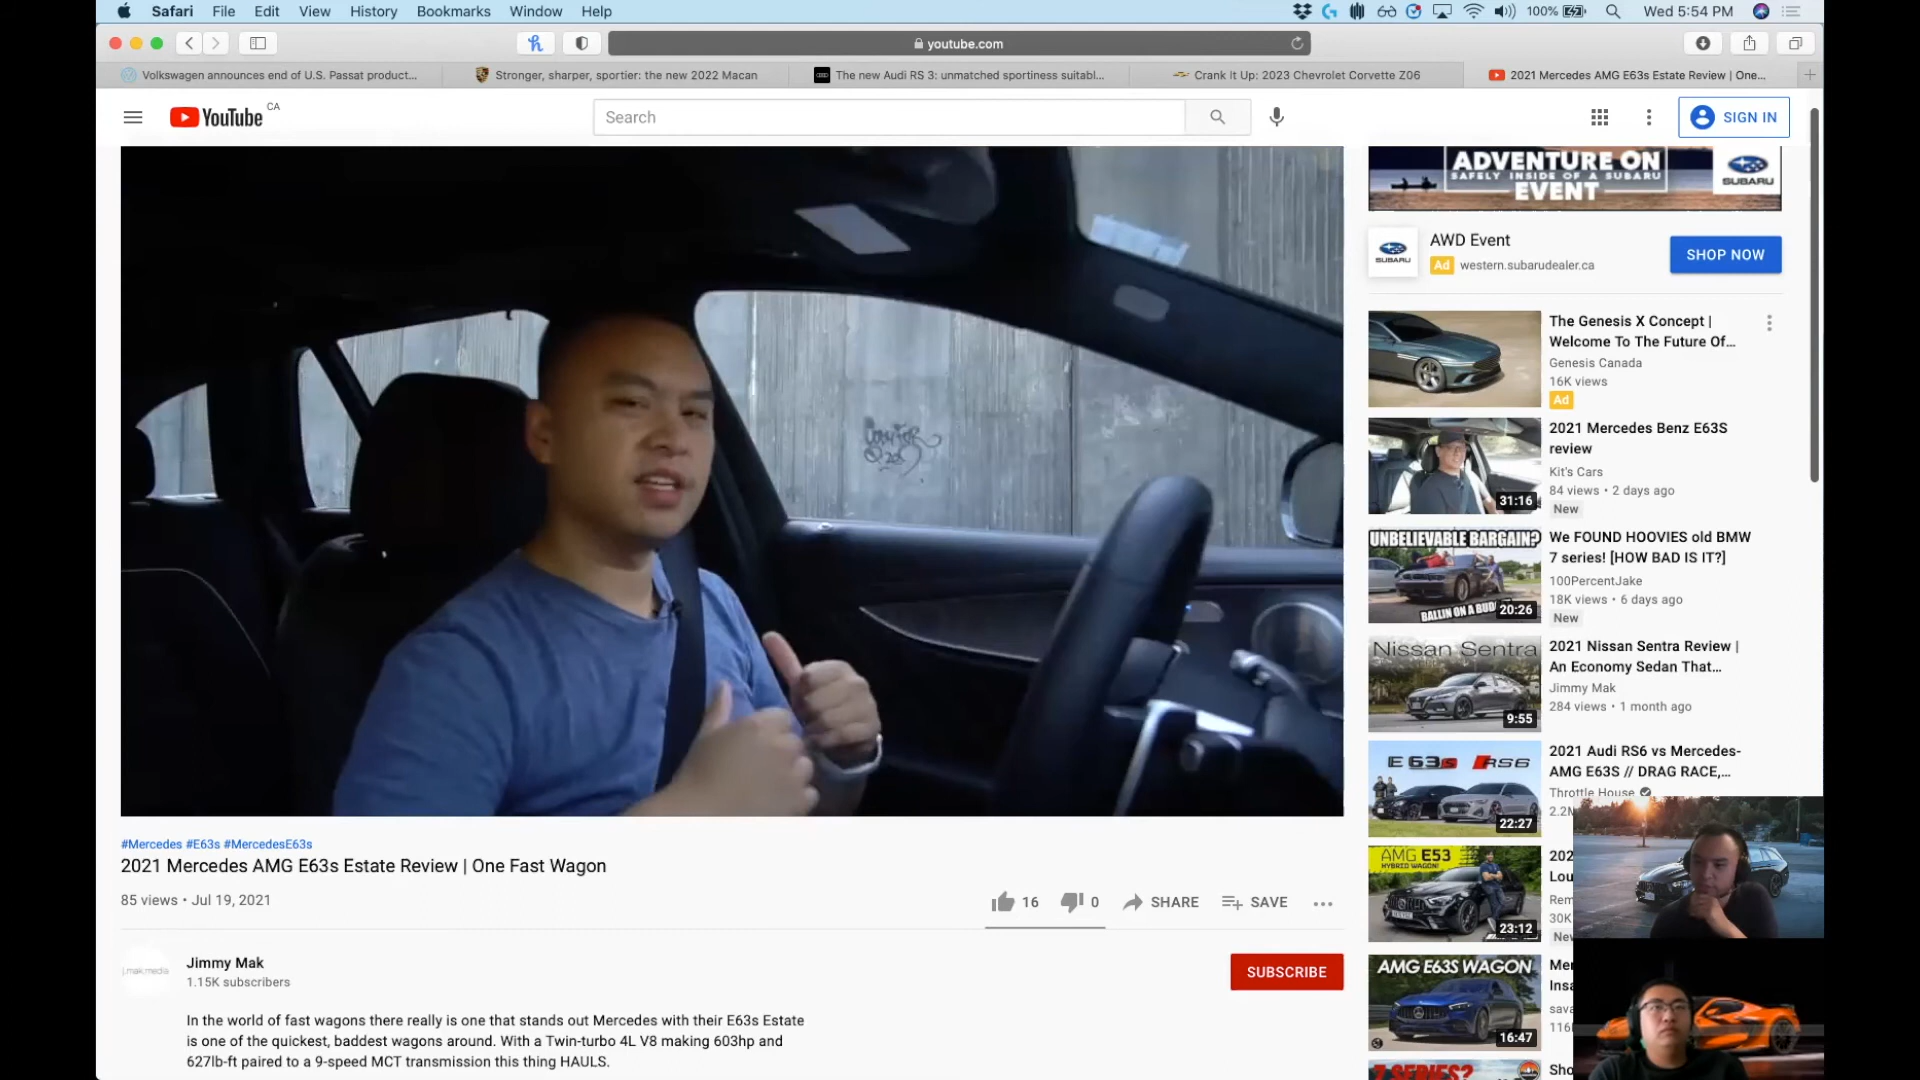 Safari File Edit View History Bookmarks Window Help 100% Wed 5:54 PM
youtube.com
Volkswagen announces end of U.S. Passat product...
Stronger, sharper, sportier: the new 2022 Macan
The new Audi RS 3: unmatched sportiness suitabl...
Crank It Up: 2023 Chevrolet Corvette Z06
2021 Mercedes AMG E63s Estate Review | One...
YouTube CA
Search
SIGN IN
ADVENTURE ON
SAFELY INSIDE OF A SUBARU
EVENT
SUBARU
SUBARU
AWD Event
Ad western.subarudealer.ca
SHOP NOW
The Genesis X Concept |
Welcome To The Future Of...
Genesis Canada
16K views
Ad
2021 Mercedes Benz E63S
review
Kit's Cars
84 views • 2 days ago
New
31:16
UNBELIEVABLE BARGAIN?
20:26
We FOUND HOOVIES old BMW
7 series! [HOW BAD IS IT?]
100PercentJake
18K views • 6 days ago
New
Nissan Sentra
9:55
2021 Nissan Sentra Review |
An Economy Sedan That...
Jimmy Mak
284 views • 1 month ago
E63s RS6
22:27
2021 Audi RS6 vs Mercedes-
AMG E63S // DRAG RACE,...
Throttle House
AMG E53
HYBRID WAGON!
23:12
AMG E63S WAGON
16:47
7 SERIES?
#Mercedes #E63s #MercedesE63s
2021 Mercedes AMG E63s Estate Review | One Fast Wagon
85 views • Jul 19, 2021
16 0 SHARE SAVE
j.mak.media
Jimmy Mak
1.15K subscribers
SUBSCRIBE
In the world of fast wagons there really is one that stands out Mercedes with their E63s Estate
is one of the quickest, baddest wagons around. With a Twin-turbo 4L V8 making 603hp and
627lb-ft paired to a 9-speed MCT transmission this thing HAULS.